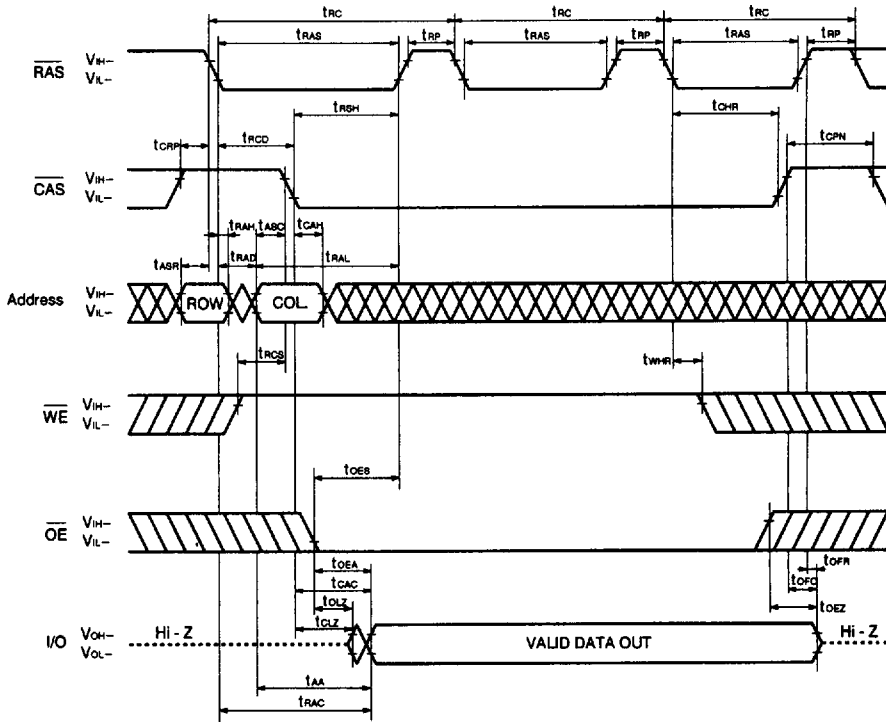 tRC tRC tRC
tRAS tRP tRAS tRP tRAS tRP
RAS VIH– VIL–
tRSH tCHR
tCRP tRCD tCPN
CAS VIH– VIL–
tRAH tASC tCAH
tASR tRAD tRAL
Address VIH– VIL– ROW COL.
tRCS tWHR
WE VIH– VIL–
tOES
OE VIH– VIL–
tOEA tOFR
tCAC tOFC
tOLZ tOEZ
tCLZ
I/O VOH– VOL– Hi - Z VALID DATA OUT Hi - Z
tAA
tRAC